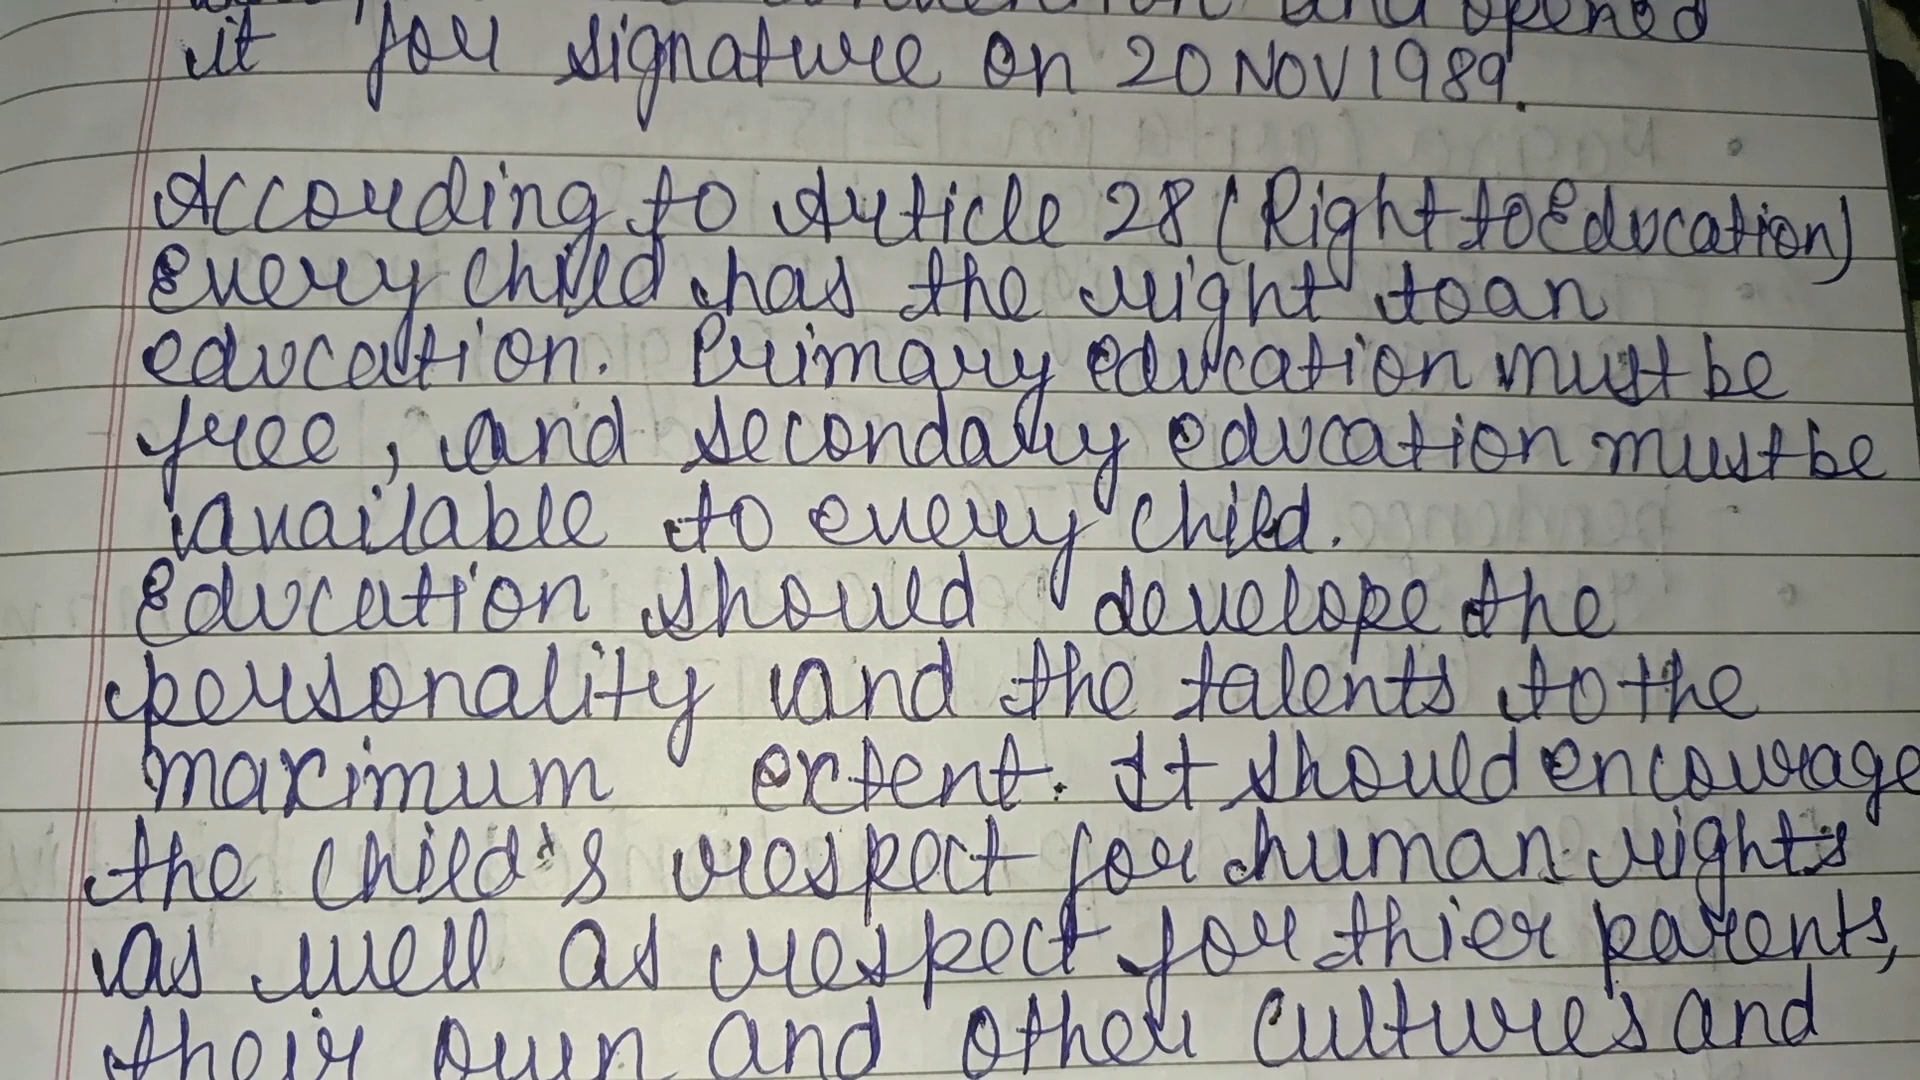 and opened
it for signature on 20 NOV 1989.
According to Article 28 (Right to Education)
every child has the right to an
education. Primary education must be
free, and secondary education must be
available to every child.
Education should develope the
personality and the talents to the
maximum extent. It should encourage
the child's respect for human rights
as well as respect for thier parents,
their own and other cultures and